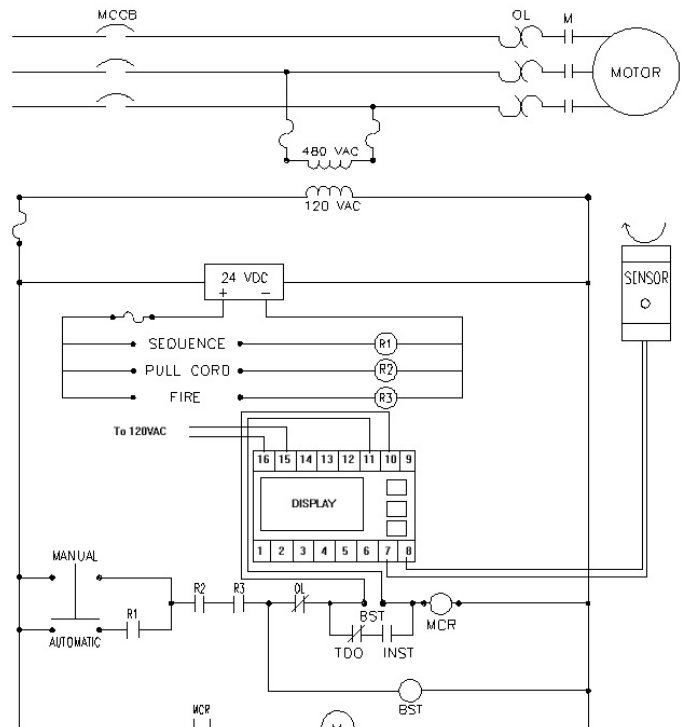 MCCB OL M
MOTOR
480 VAC
120 VAC
24 VDC
+ −
SENSOR
SEQUENCE R1
PULL CORD R2
FIRE R3
To 120VAC
16 15 14 13 12 11 10 9
DISPLAY
1 2 3 4 5 6 7 8
MANUAL
R2 R3 OL
R1
BST
MCR
AUTOMATIC
TDO INST
BST
MCR
M